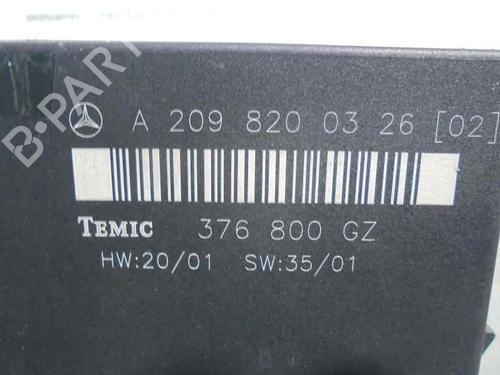 A 209 820 03 26 [02]
TEMIC 376 800 GZ
HW:20/01 SW:35/01
B-PARTS